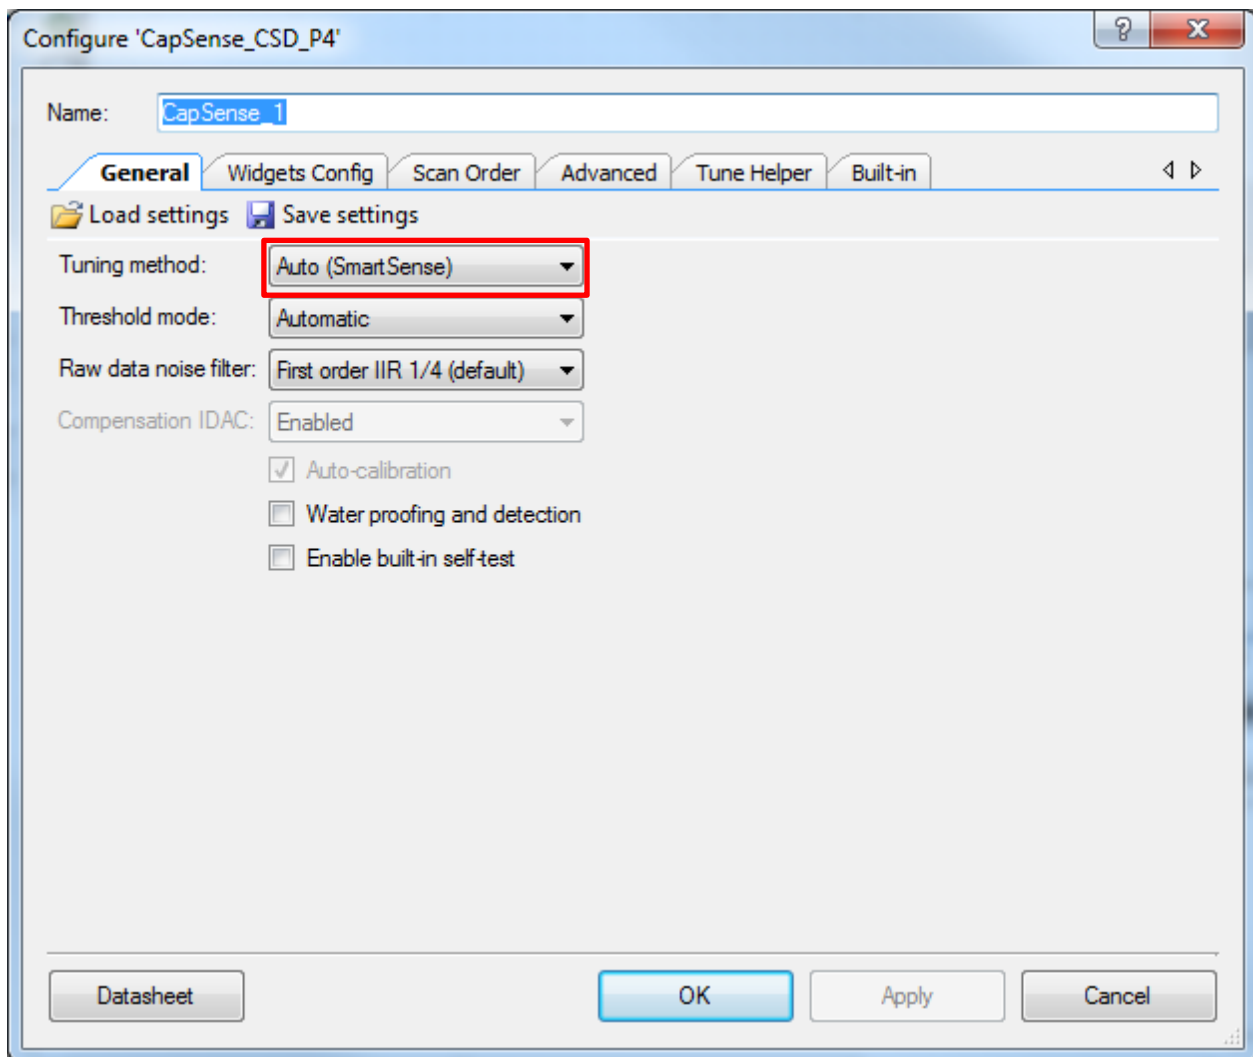 Configure 'CapSense_CSD_P4'
Name: CapSense_1
General Widgets Config Scan Order Advanced Tune Helper Built-in
Load settings Save settings
Tuning method: Auto (SmartSense)
Threshold mode: Automatic
Raw data noise filter: First order IIR 1/4 (default)
Compensation IDAC: Enabled
Auto-calibration
Water proofing and detection
Enable built-in self-test
Datasheet OK Apply Cancel